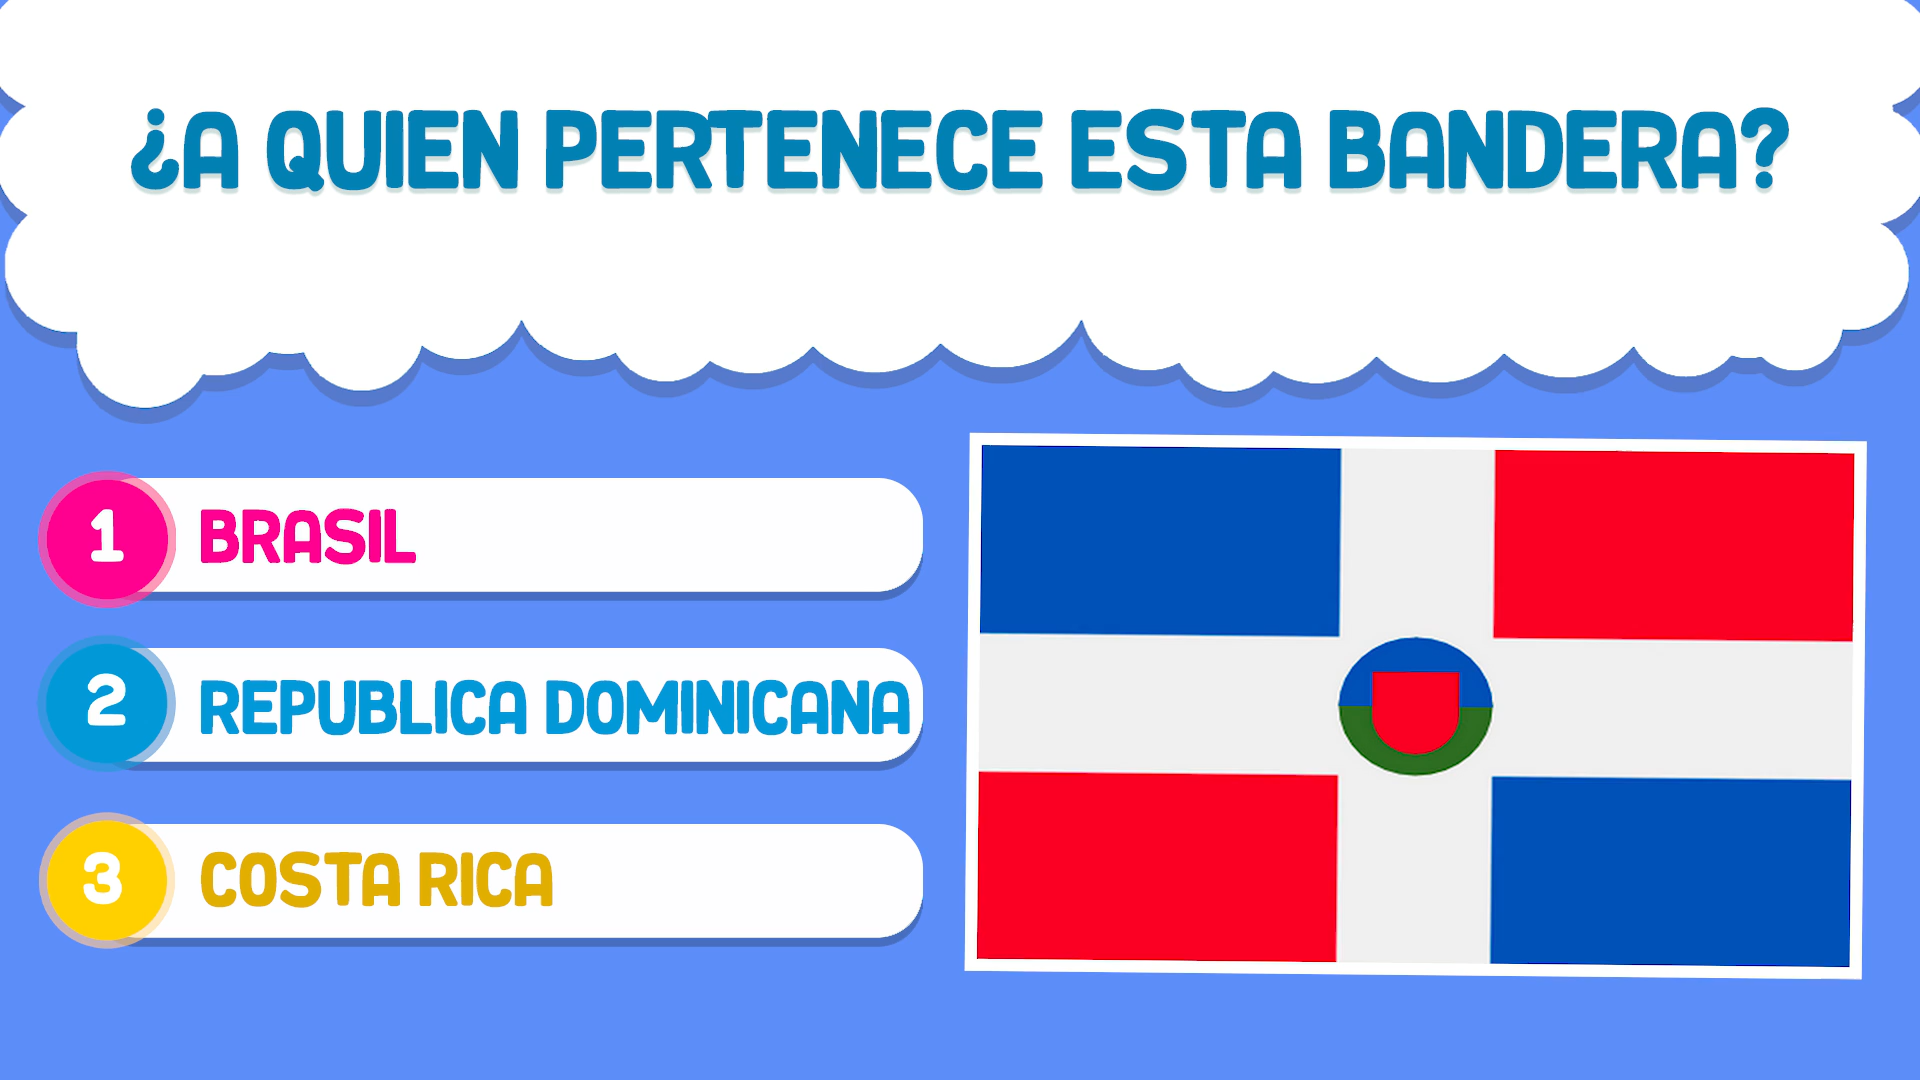 ¿A QUIEN PERTENECE ESTA BANDERA?
1 BRASIL
2 REPUBLICA DOMINICANA
3 COSTA RICA